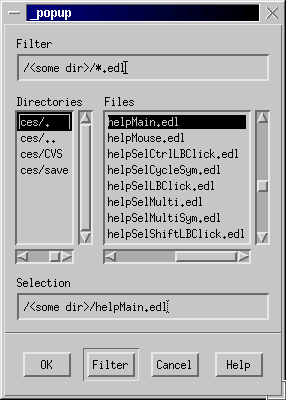 _popup
Filter
/<some dir>/*.edl
Directories Files
ces/. helpMain.edl
ces/.. helpMouse.edl
ces/CVS helpSelCtrlLBClick.edl
ces/save helpSelCycleSym.edl
helpSelLBClick.edl
helpSelMulti.edl
helpSelMultiSym.edl
helpSelShiftLBClick.edl
Selection
/<some dir>/helpMain.edl
OK Filter Cancel Help